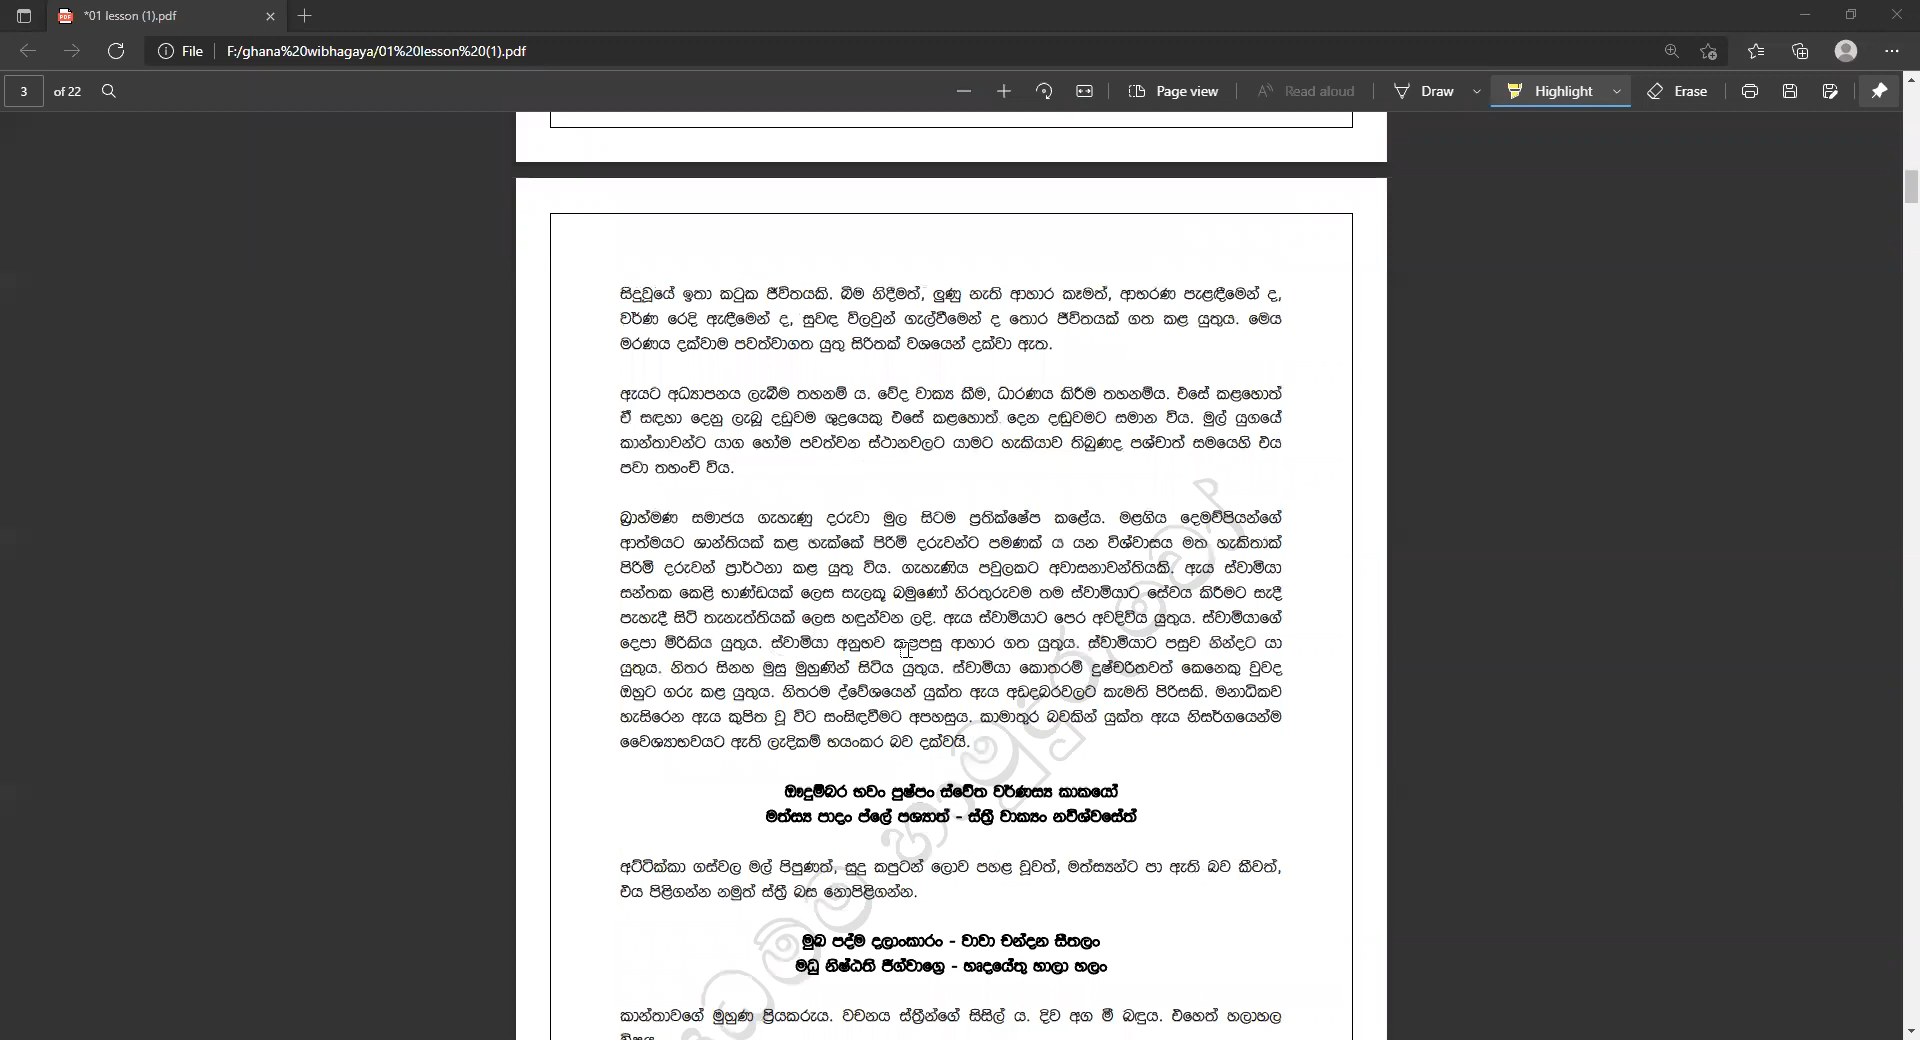 *01 lesson (1).pdf
File F:/ghana%20wibhagaya/01%20lesson%20(1).pdf
3 of 22 Page view Read aloud Draw Highlight Erase
සිදුවූයේ ඉතා කටුක ජීවිතයකි. බිම නිදීමත්, ලුණු නැති ආහාර කෑමත්, ආභරණ පැළඳීමෙන් ද,
වර්ණ රෙදි ඇඳීමෙන් ද, සුවඳ විලවුන් ගැල්වීමෙන් ද තොර ජීවිතයක් ගත කළ යුතුය. මෙය
මරණය දක්වාම පවත්වාගත යුතු සිරිතක් වශයෙන් දක්වා ඇත.
ඇයට අධ්‍යාපනය ලැබීම තහනම් ය. වේද වාක්‍ය කීම, ධාරණය කිරීම තහනම්ය. එසේ කළහොත්
ඒ සඳහා දෙනු ලැබූ දඩුවම ශුද්‍රයෙකු එසේ කළහොත් දෙන දඬුවමට සමාන විය. මුල් යුගයේ
කාන්තාවන්ට යාග හෝම පවත්වන ස්ථානවලට යාමට හැකියාව තිබුණද පශ්චාත් සමයෙහි එය
පවා තහංචි විය.
බ්‍රාහ්මණ සමාජය ගැහැණු දරුවා මුල සිටම ප්‍රතික්ෂේප කළේය. මළගිය දෙමව්පියන්ගේ
ආත්මයට ශාන්තියක් කළ හැක්කේ පිරිමි දරුවන්ට පමණක් ය යන විශ්වාසය මත හැකිතාක්
පිරිමි දරුවන් ප්‍රාර්ථනා කළ යුතු විය. ගැහැණිය පවුලකට අවාසනාවන්තියකි. ඇය ස්වාමියා
සන්තක කෙළි භාණ්ඩයක් ලෙස සැලකූ බමුණෝ නිරතුරුවම තම ස්වාමියාට සේවය කිරීමට සැදී
පැහැදී සිටි තැනැත්තියක් ලෙස හඳුන්වන ලදි. ඇය ස්වාමියාට පෙර අවදිවිය යුතුය. ස්වාමියාගේ
දෙපා මිරිකිය යුතුය. ස්වාමියා අනුභව කළපසු ආහාර ගත යුතුය. ස්වාමියාට පසුව නින්දට යා
යුතුය. නිතර සිනහ මුසු මුහුණින් සිටිය යුතුය. ස්වාමියා කොතරම් දුෂ්චරිතවත් කෙනෙකු වුවද
ඔහුට ගරු කළ යුතුය. නිතරම ද්වේශයෙන් යුක්ත ඇය අඩදබරවලට කැමති පිරිසකි. මනාධිකව
හැසිරෙන ඇය කුපිත වූ විට සංසිඳවීමට අපහසුය. කාමාතුර බවකින් යුක්ත ඇය නිසර්ගයෙන්ම
වෛශ්‍යාභවයට ඇති ලැදිකම් භයංකර බව දක්වයි.
ඖදුම්බර භවං පුෂ්පං ස්වේත වර්ණස්‍ය කාකයෝ
මත්ස්‍ය පාදං ජලේ පශ්‍යාත් - ස්ත්‍රී වාක්‍යං නවිශ්වසේත්
අට්ටික්කා ගස්වල මල් පිපුණත්, සුදු කපුටන් ලොව පහළ වූවත්, මත්ස්‍යන්ට පා ඇති බව කීවත්,
එය පිළිගන්න නමුත් ස්ත්‍රී බස නොපිළිගන්න.
මුඛ පද්ම දලාංකාරං - වාචා චන්දන සීතලං
මධු නිෂ්ඨති ජිග්වාග්‍රෙ - හෘදයේතු හාලා හලං
කාන්තාවගේ මුහුණ ප්‍රියකරුය. වචනය ස්ත්‍රීන්ගේ සිසිල් ය. දිව අග මී බඳුය. එහෙත් හලාහල